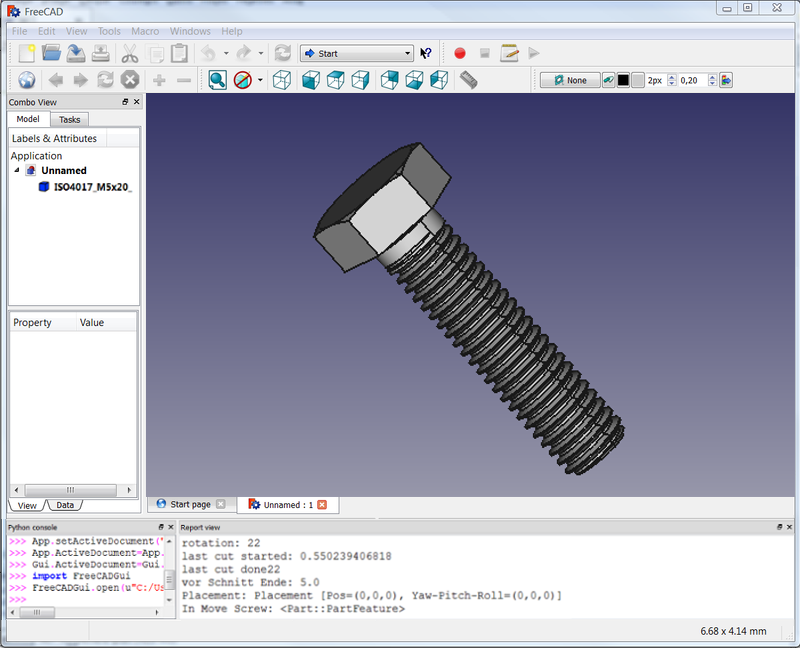 FreeCAD
File Edit View Tools Macro Windows Help
Start
None 2px 0,20
Combo View
Model Tasks
Labels & Attributes
Application
Unnamed
ISO4017_M5x20_
Property Value
View Data
Start page Unnamed : 1
Python console
>>> App.setActiveDocument("
>>> App.ActiveDocument=App.
>>> Gui.ActiveDocument=Gui.
>>> import FreeCADGui
>>> FreeCADGui.open(u"C:/Us
>>>
Report view
rotation: 22
last cut started: 0.550239406818
last cut done22
vor Schnitt Ende: 5.0
Placement: Placement [Pos=(0,0,0), Yaw-Pitch-Roll=(0,0,0)]
In Move Screw: <Part::PartFeature>
6.68 x 4.14 mm